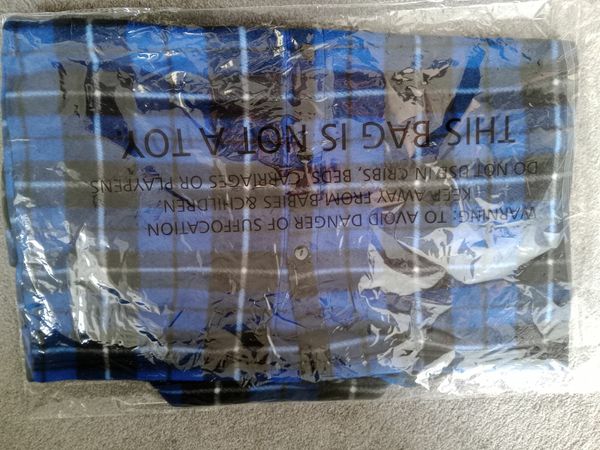 WARNING: TO AVOID DANGER OF SUFFOCATION
KEEP AWAY FROM BABIES &CHILDREN.
DO NOT USE IN CRIBS, BEDS, CARRIAGES OR PLAYPENS
THIS BAG IS NOT A TOY.